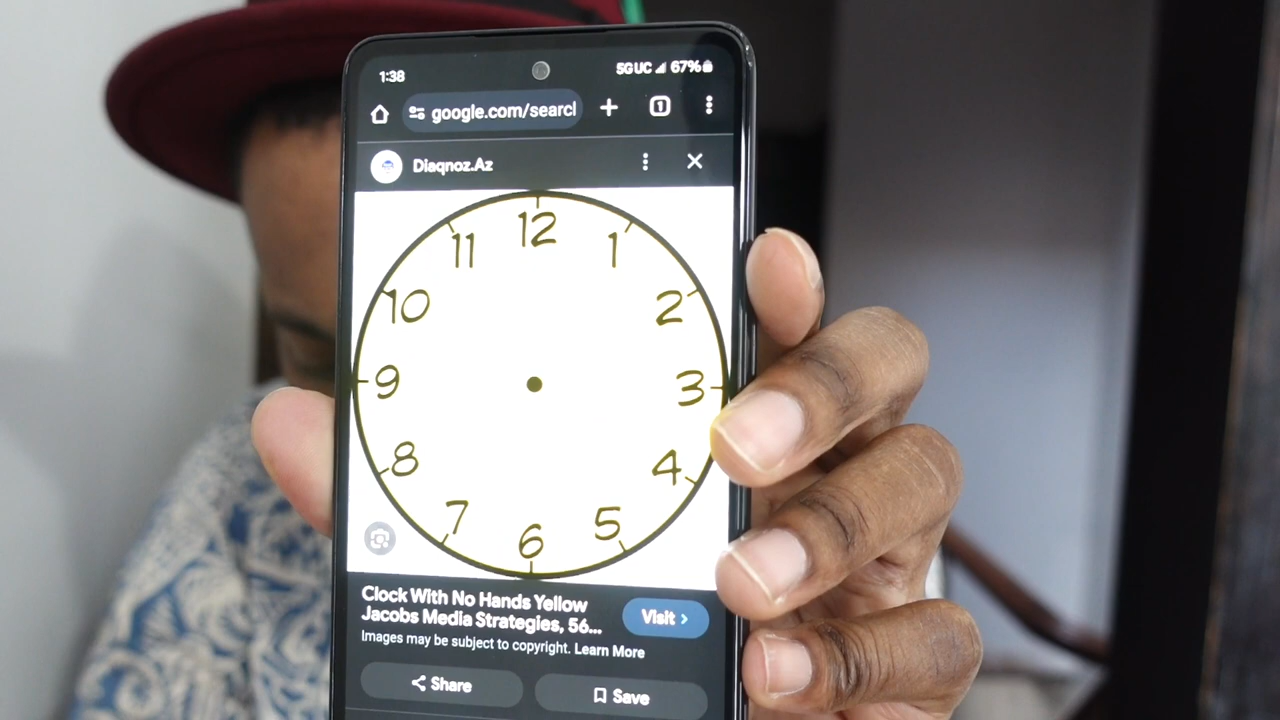 1:38 5GUC 67%
google.com/search 1
Diaqnoz.Az
12
11 1
10 2
9 3
8 4
7 5
6
Clock With No Hands Yellow
Jacobs Media Strategies, 56...
Visit >
Images may be subject to copyright. Learn More
Share Save